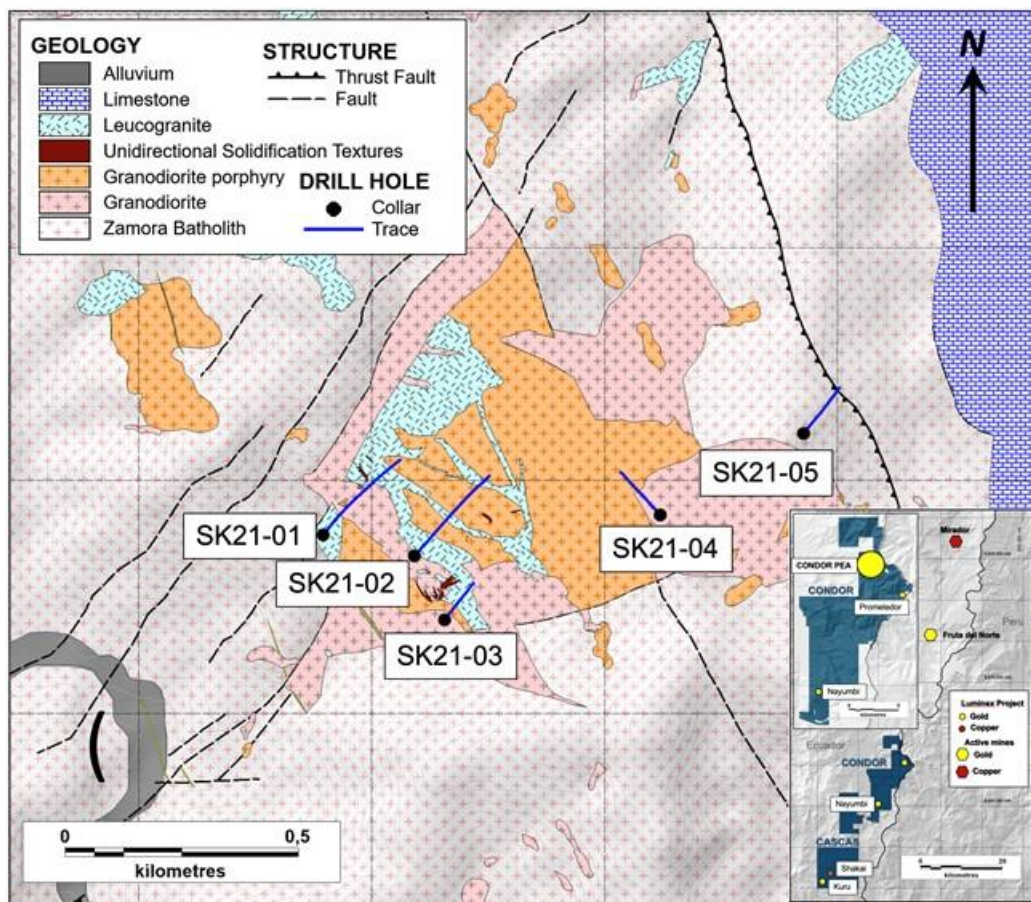 GEOLOGY
Alluvium
Limestone
Leucogranite
Unidirectional Solidification Textures
Granodiorite porphyry
Granodiorite
Zamora Batholith
STRUCTURE
Thrust Fault
Fault
DRILL HOLE
Collar
Trace
N
SK21-05
SK21-01
SK21-04
SK21-02
SK21-03
0 0,5
kilometres
Mirador
CONDOR PEA
CONDOR
Promeledor
Peru
Fruta del Norte
Nayumbi
Luminex Project
Gold
Copper
Active mines
Gold
Copper
Ecuador
CONDOR
Nayumbi
CASCAS
Shakai
Kuru
kilometres